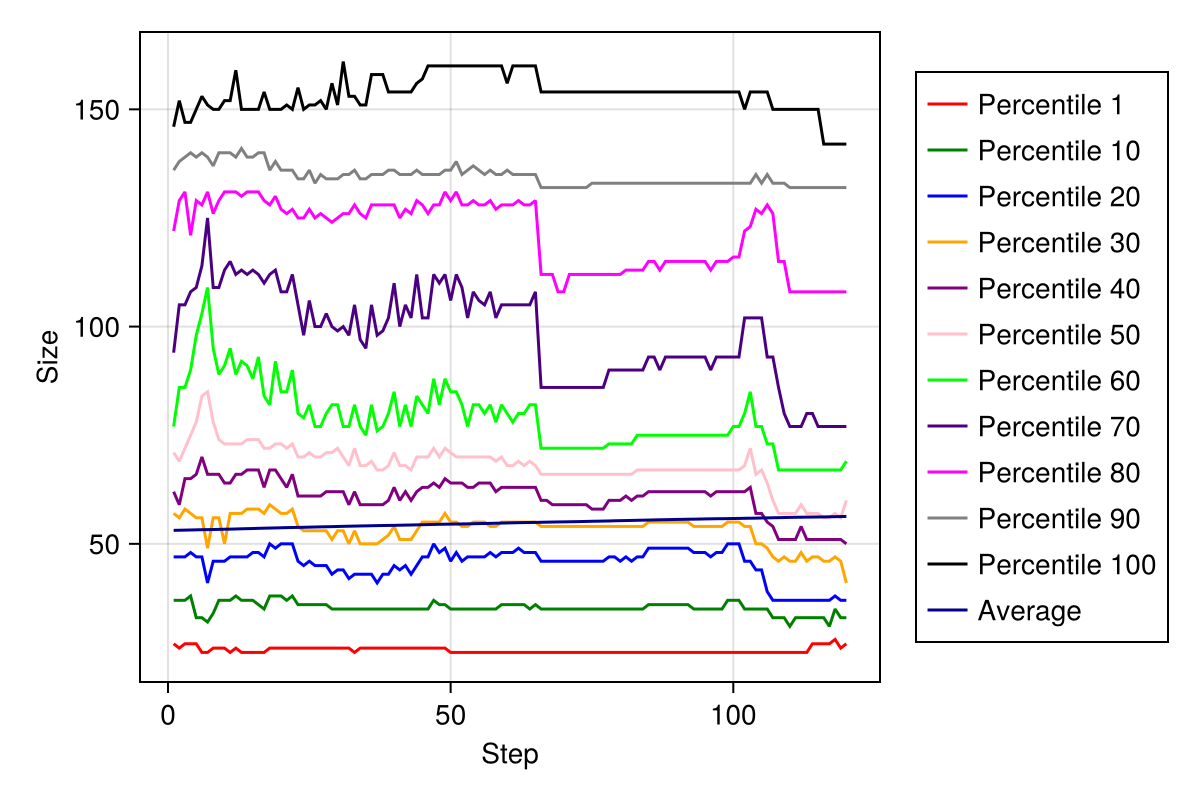 150
100
50
Size
0
50
100
Step
Percentile 1
Percentile 10
Percentile 20
Percentile 30
Percentile 40
Percentile 50
Percentile 60
Percentile 70
Percentile 80
Percentile 90
Percentile 100
Average